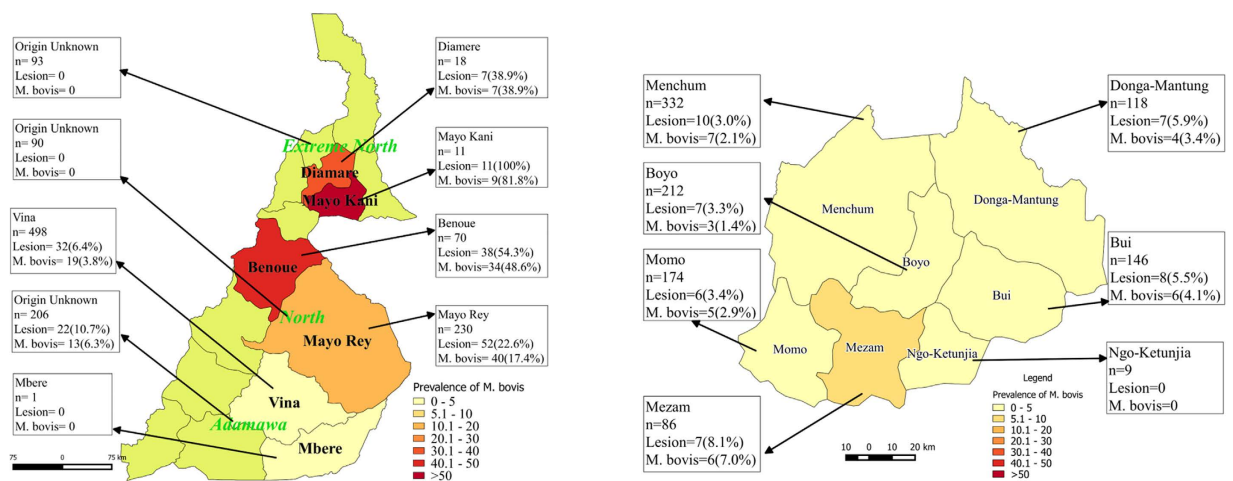 Origin Unknown
n= 93
Lesion= 0
M. bovis= 0
Origin Unknown
n= 90
Lesion= 0
M. bovis= 0
Vina
n= 498
Lesion= 32(6.4%)
M. bovis= 19(3.8%)
Origin Unknown
n= 206
Lesion= 22(10.7%)
M. bovis= 13(6.3%)
Mbere
n= 1
Lesion= 0
M. bovis= 0
Diamere
n= 18
Lesion= 7(38.9%)
M. bovis= 7(38.9%)
Mayo Kani
n= 11
Lesion= 11(100%)
M. bovis= 9(81.8%)
Benoue
n= 70
Lesion= 38(54.3%)
M. bovis=34(48.6%)
Mayo Rey
n= 230
Lesion= 52(22.6%)
M. bovis= 40(17.4%)
Extreme North
Diamare
Mayo Kani
Benoue
North
Mayo Rey
Vina
Adamawa
Mbere
Prevalence of M. bovis
0 - 5
5.1 - 10
10.1 - 20
20.1 - 30
30.1 - 40
40.1 - 50
>50
75 0 75 km
Menchum
n=332
Lesion=10(3.0%)
M. bovis=7(2.1%)
Boyo
n=212
Lesion=7(3.3%)
M. bovis=3(1.4%)
Momo
n=174
Lesion=6(3.4%)
M. bovis=5(2.9%)
Mezam
n=86
Lesion=7(8.1%)
M. bovis=6(7.0%)
Donga-Mantung
n=118
Lesion=7(5.9%)
M. bovis=4(3.4%)
Bui
n=146
Lesion=8(5.5%)
M. bovis=6(4.1%)
Ngo-Ketunjia
n=9
Lesion=0
M. bovis=0
Menchum
Donga-Mantung
Boyo
Bui
Momo
Mezam
Ngo-Ketunjia
Legend
Prevalence of M. bovis
0 - 5
5.1 - 10
10.1 - 20
20.1 - 30
30.1 - 40
40.1 - 50
>50
10 0 10 20 km